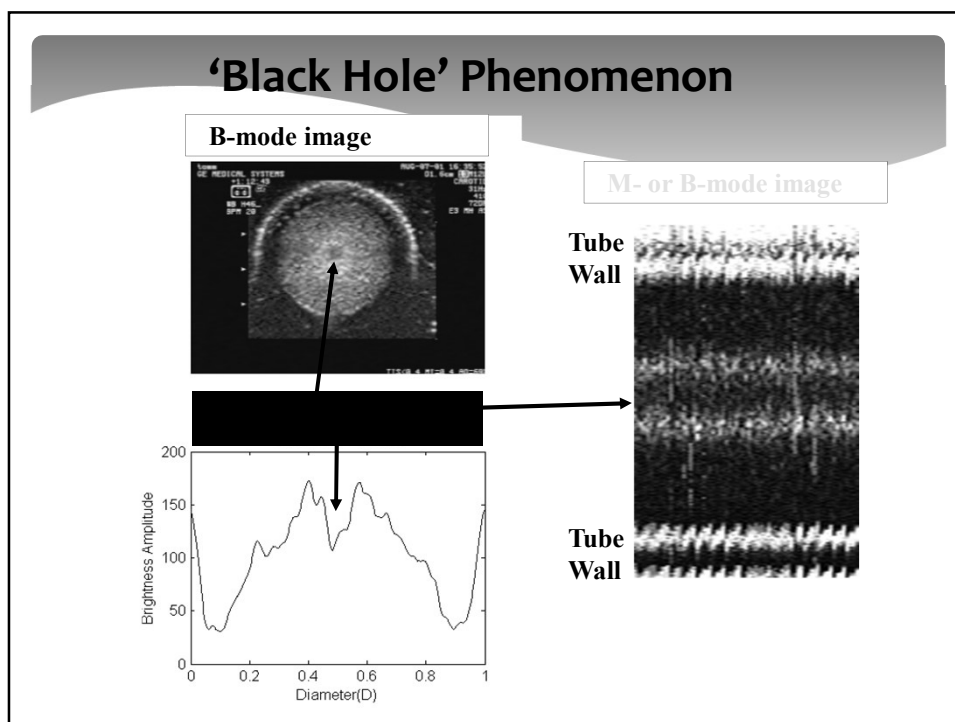 ‘Black Hole’ Phenomenon
B-mode image
GE MEDICAL SYSTEMS
M- or B-mode image
Tube
Wall
Tube
Wall
200
150
100
50
0
Brightness Amplitude
0
0.2
0.4
0.6
0.8
1
Diameter(D)